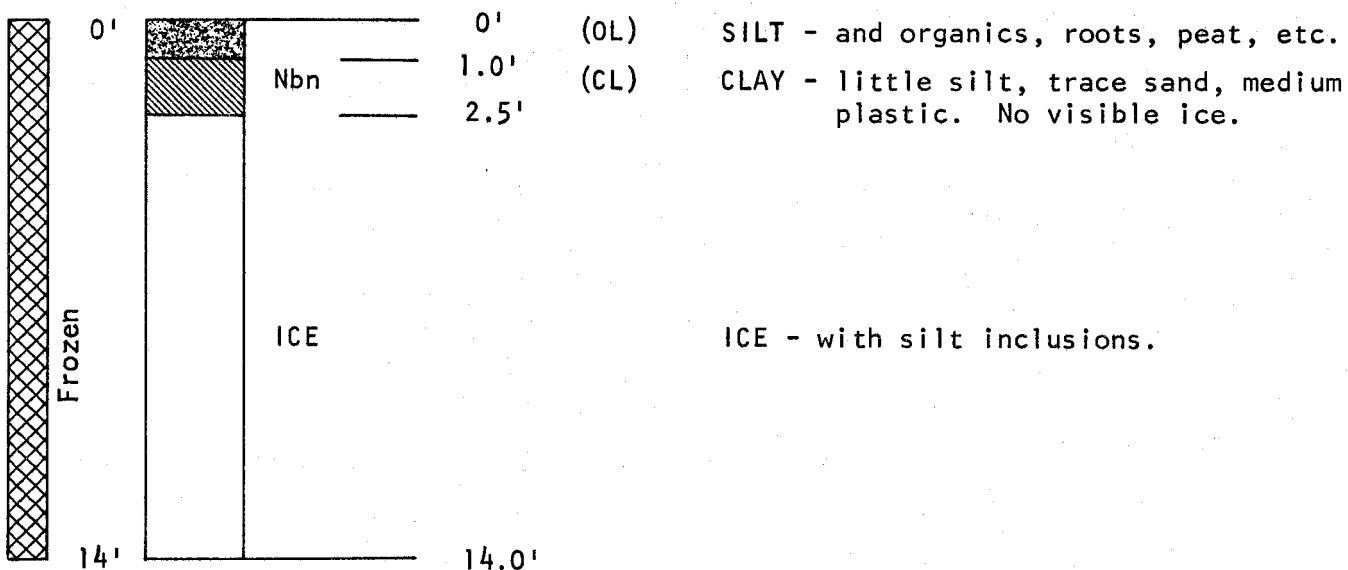 0' 0' (OL) SILT - and organics, roots, peat, etc.
Nbn 1.0' (CL) CLAY - little silt, trace sand, medium
2.5' plastic. No visible ice.
Frozen
ICE ICE - with silt inclusions.
14' 14.0'